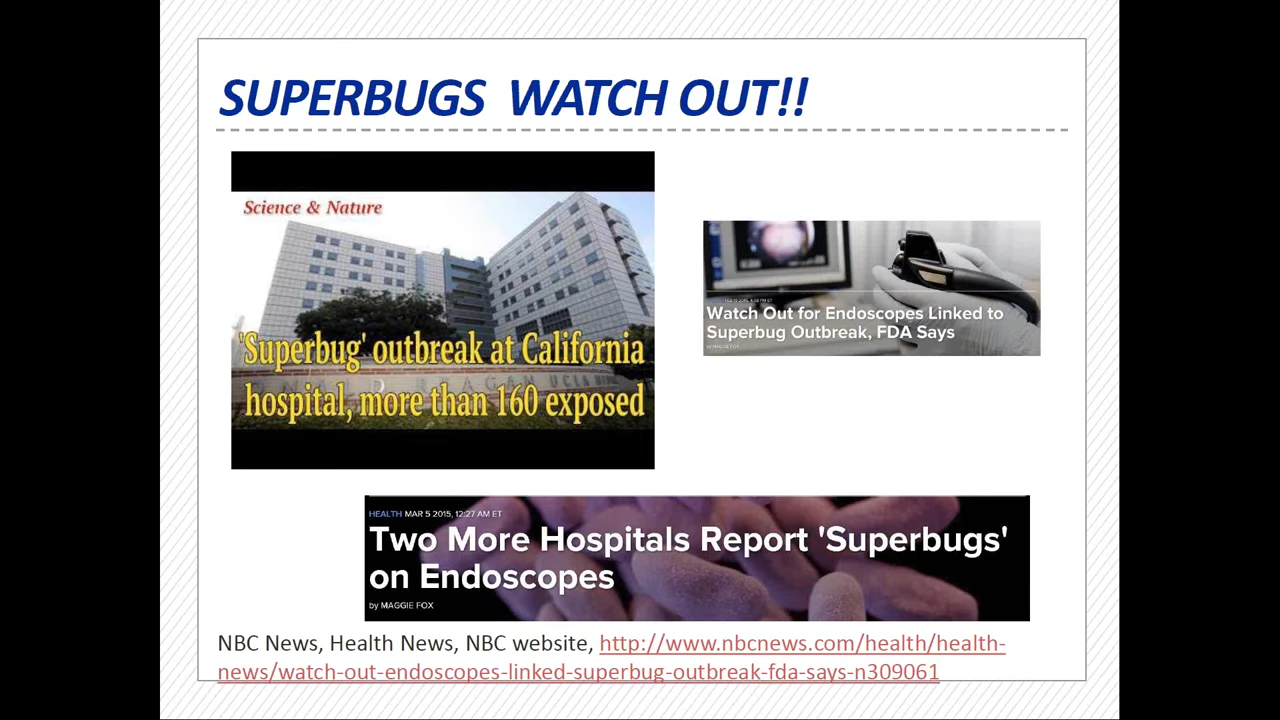 SUPERBUGS WATCH OUT!!
Science & Nature
'Superbug' outbreak at California
hospital, more than 160 exposed
Watch Out for Endoscopes Linked to
Superbug Outbreak, FDA Says
by MAGGIE FOX
HEALTH MAR 5 2015, 12:27 AM ET
Two More Hospitals Report 'Superbugs'
on Endoscopes
by MAGGIE FOX
NBC News, Health News, NBC website, http://www.nbcnews.com/health/health-
news/watch-out-endoscopes-linked-superbug-outbreak-fda-says-n309061